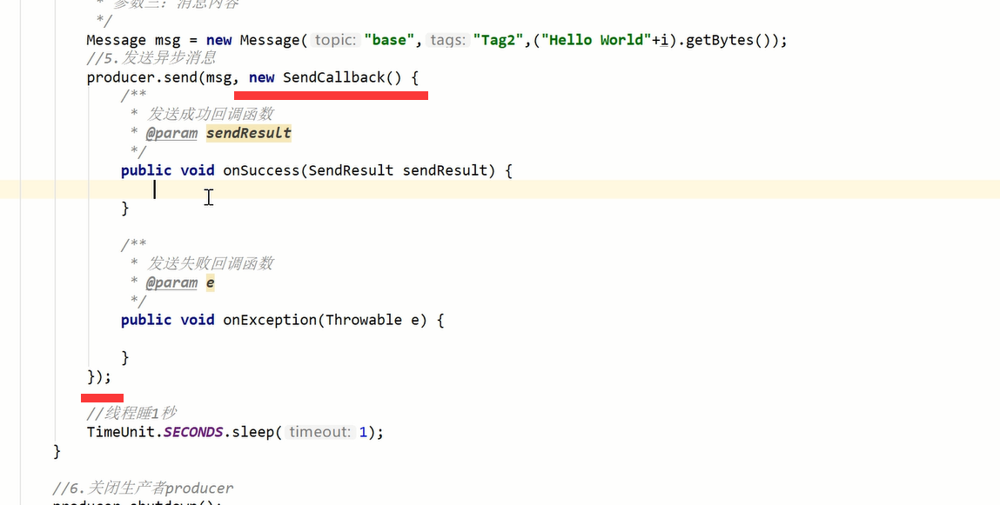 * 参数三：消息内容
*/
Message msg = new Message( topic: "base", tags: "Tag2",("Hello World"+i).getBytes());
//5.发送异步消息
producer.send(msg, new SendCallback() {
/**
* 发送成功回调函数
* @param sendResult
*/
public void onSuccess(SendResult sendResult) {
}
/**
* 发送失败回调函数
* @param e
*/
public void onException(Throwable e) {
}
});
//线程睡1秒
TimeUnit.SECONDS.sleep( timeout: 1);
}
//6.关闭生产者producer
producer.shutdown();